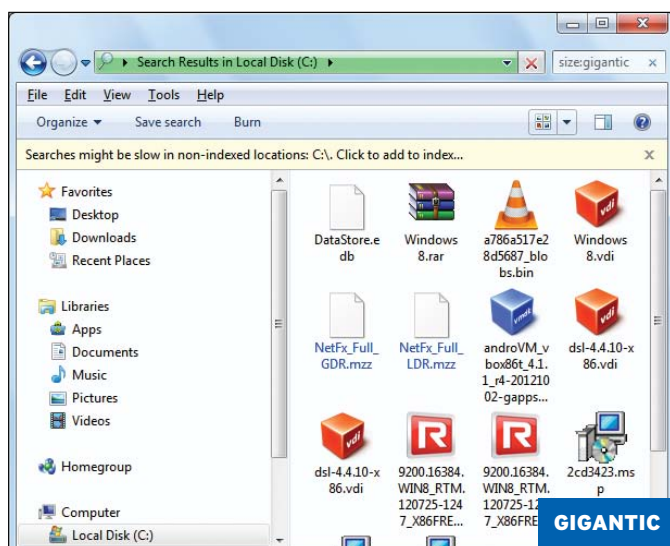 Search Results in Local Disk (C:)
size:gigantic
File Edit View Tools Help
Organize Save search Burn
Searches might be slow in non-indexed locations: C:\. Click to add to index...
Favorites
Desktop
Downloads
Recent Places
Libraries
Apps
Documents
Music
Pictures
Videos
Homegroup
Computer
Local Disk (C:)
DataStore.e
db
Windows
8.rar
a786a517e2
8d5687_blo
bs.bin
Windows
8.vdi
NetFx_Full_
GDR.mzz
NetFx_Full_
LDR.mzz
androVM_v
box86t_4.1.
1_r4-201210
02-gapps...
dsl-4.4.10-x
86.vdi
dsl-4.4.10-x
86.vdi
9200.16384.
WIN8_RTM.
120725-124
7_X86FRE...
9200.16384.
WIN8_RTM.
120725-124
7_X86FRE
2cd3423.ms
p
vdi
vmdk
vdi
vdi
GIGANTIC